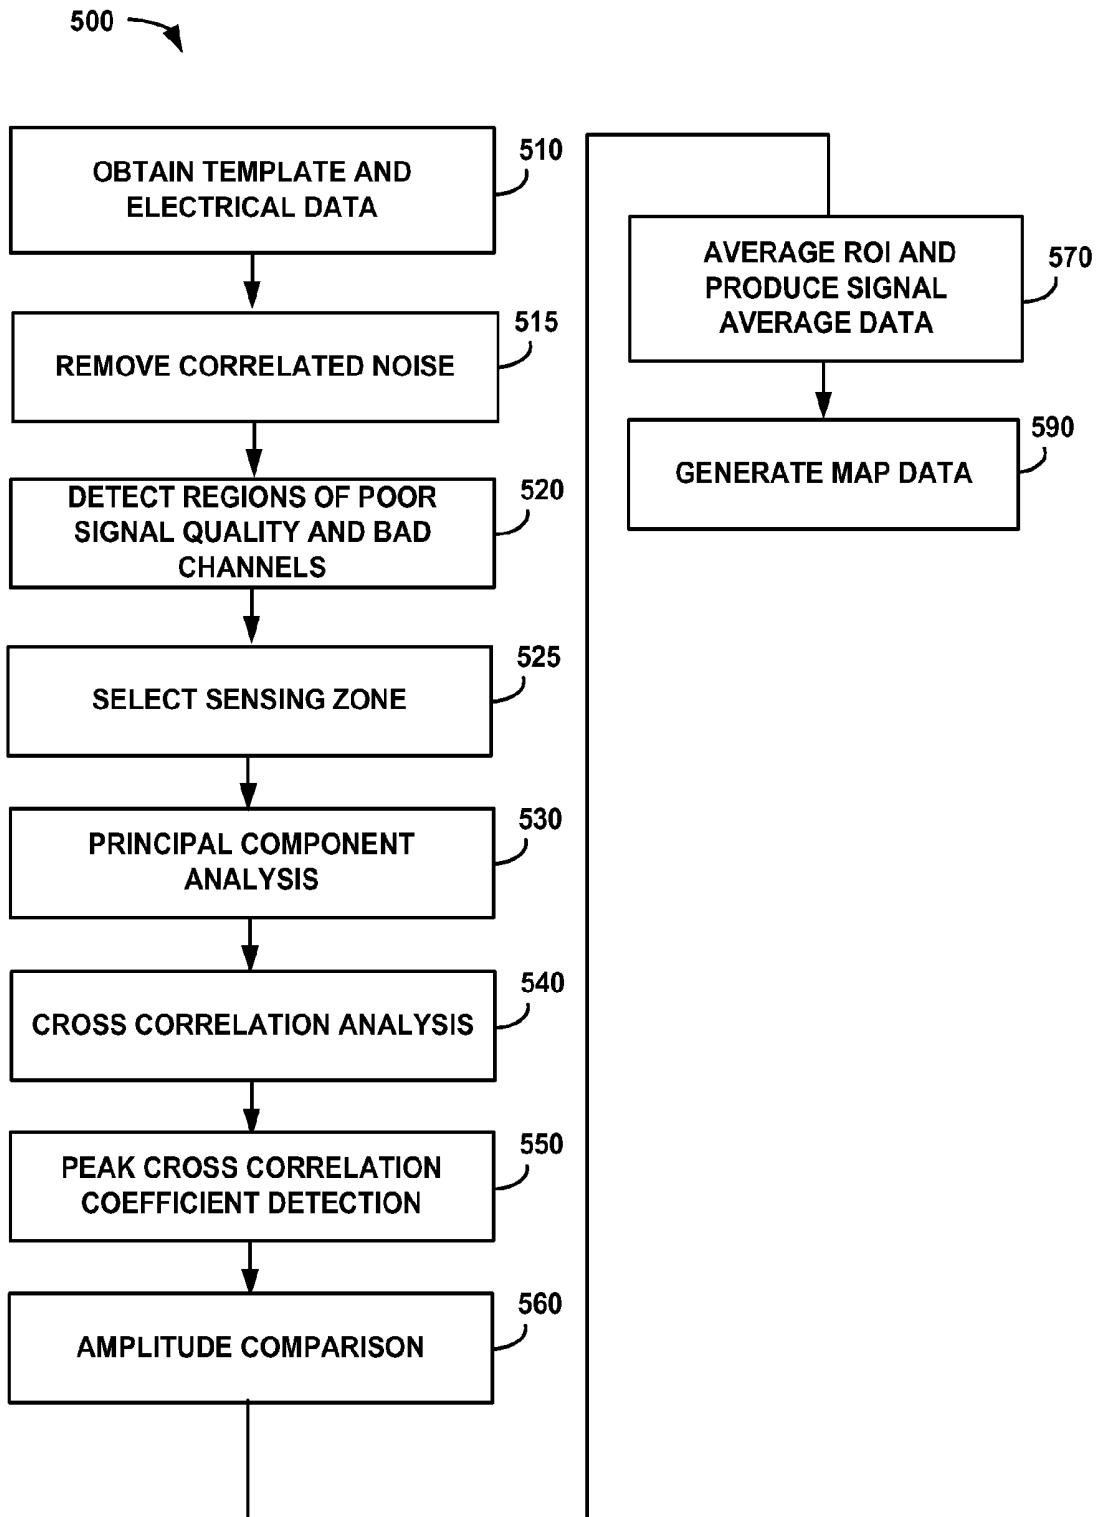 500
OBTAIN TEMPLATE AND
ELECTRICAL DATA
510
REMOVE CORRELATED NOISE
515
DETECT REGIONS OF POOR
SIGNAL QUALITY AND BAD
CHANNELS
520
SELECT SENSING ZONE
525
PRINCIPAL COMPONENT
ANALYSIS
530
CROSS CORRELATION ANALYSIS
540
PEAK CROSS CORRELATION
COEFFICIENT DETECTION
550
AMPLITUDE COMPARISON
560
AVERAGE ROI AND
PRODUCE SIGNAL
AVERAGE DATA
570
GENERATE MAP DATA
590